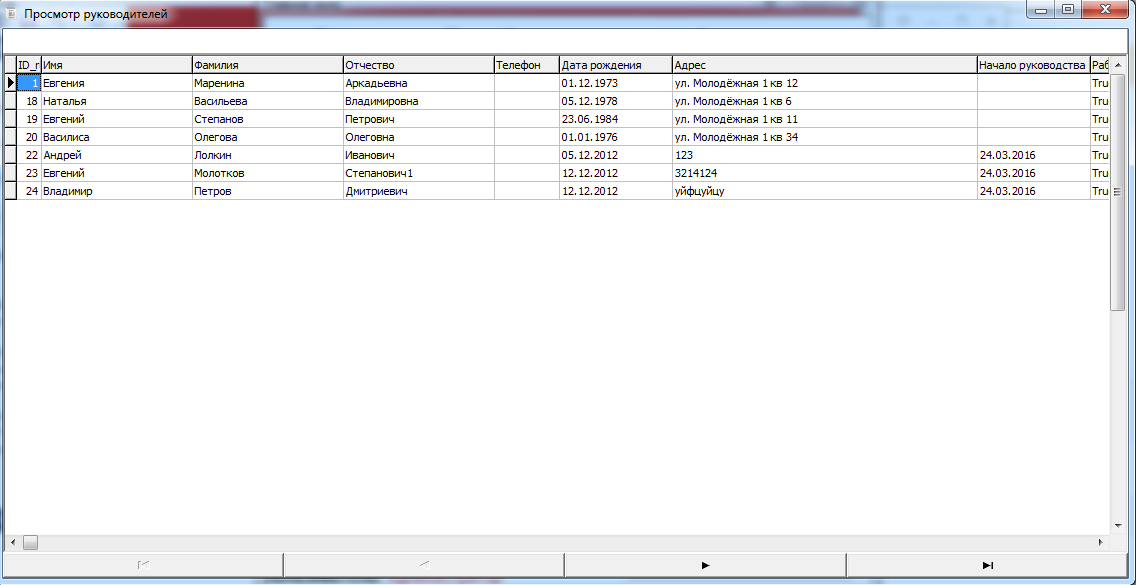 Просмотр руководителей
ID_r Имя Фамилия Отчество Телефон Дата рождения Адрес Начало руководства Раб
1 Евгения Маренина Аркадьевна 01.12.1973 ул. Молодёжная 1 кв 12 Tru
18 Наталья Васильева Владимировна 05.12.1978 ул. Молодёжная 1 кв 6 Tru
19 Евгений Степанов Петрович 23.06.1984 ул. Молодёжная 1 кв 11 Tru
20 Василиса Олегова Олеговна 01.01.1976 ул. Молодёжная 1 кв 34 Tru
22 Андрей Лолкин Иванович 05.12.2012 123 24.03.2016 Tru
23 Евгений Молотков Степанович1 12.12.2012 3214124 24.03.2016 Tru
24 Владимир Петров Дмитриевич 12.12.2012 уйфцуйцу 24.03.2016 Tru